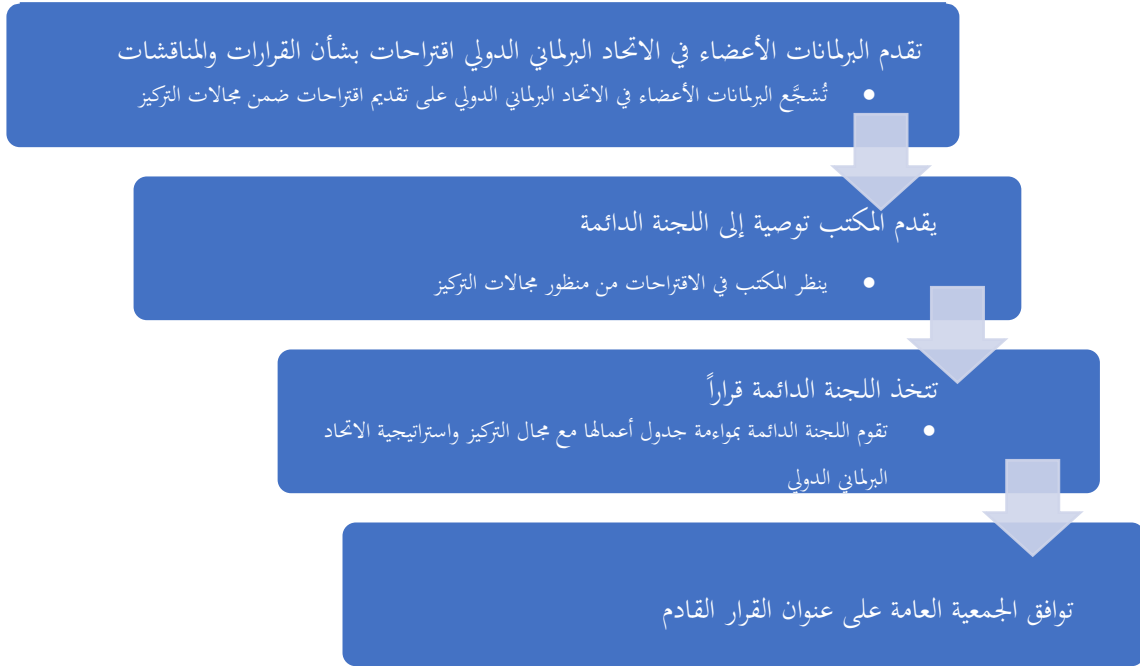 تقدم البرلمانات الأعضاء في الاتحاد البرلماني الدولي اقتراحات بشأن القرارات والمناقشات
• تُشجَّع البرلمانات الأعضاء في الاتحاد البرلماني الدولي على تقديم اقتراحات ضمن مجالات التركيز
يقدم المكتب توصية إلى اللجنة الدائمة
• ينظر المكتب في الاقتراحات من منظور مجالات التركيز
تتخذ اللجنة الدائمة قراراً
• تقوم اللجنة الدائمة بمواءمة جدول أعمالها مع مجال التركيز واستراتيجية الاتحاد
البرلماني الدولي
توافق الجمعية العامة على عنوان القرار القادم